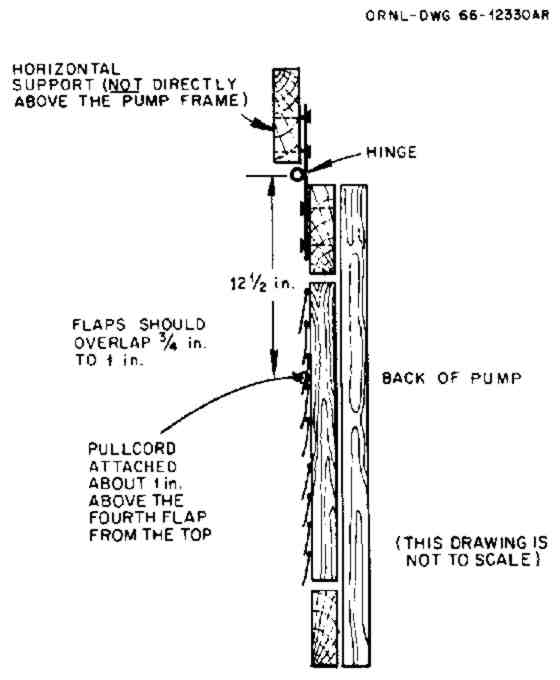 ORNL-DWG 66-12330AR
HORIZONTAL
SUPPORT (NOT DIRECTLY
ABOVE THE PUMP FRAME)
HINGE
12 1/2 in.
FLAPS SHOULD
OVERLAP 3/4 in.
TO 1 in.
BACK OF PUMP
PULLCORD
ATTACHED
ABOUT 1 in.
ABOVE THE
FOURTH FLAP
FROM THE TOP
(THIS DRAWING IS
NOT TO SCALE)